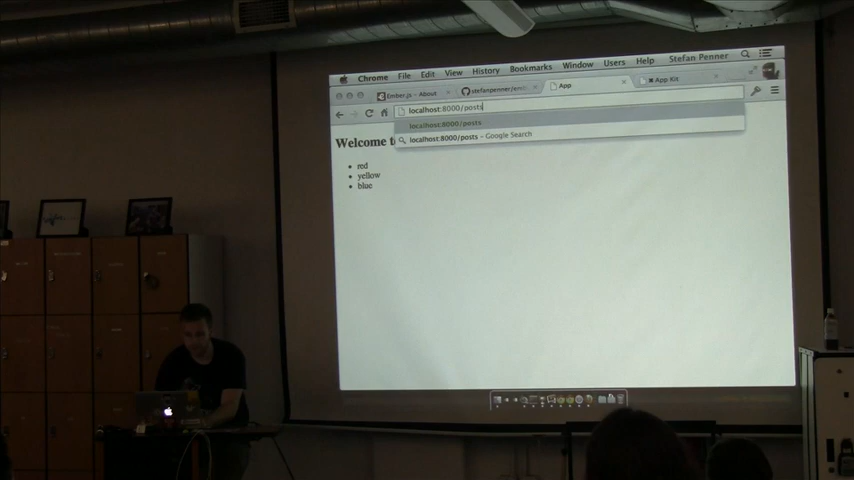 Chrome File Edit View History Bookmarks Window Users Help Stefan Penner
Ember.js - About
App
App Kit
localhost:8000/posts
localhost:8000/posts
localhost:8000/posts - Google Search
Welcome
red
yellow
blue